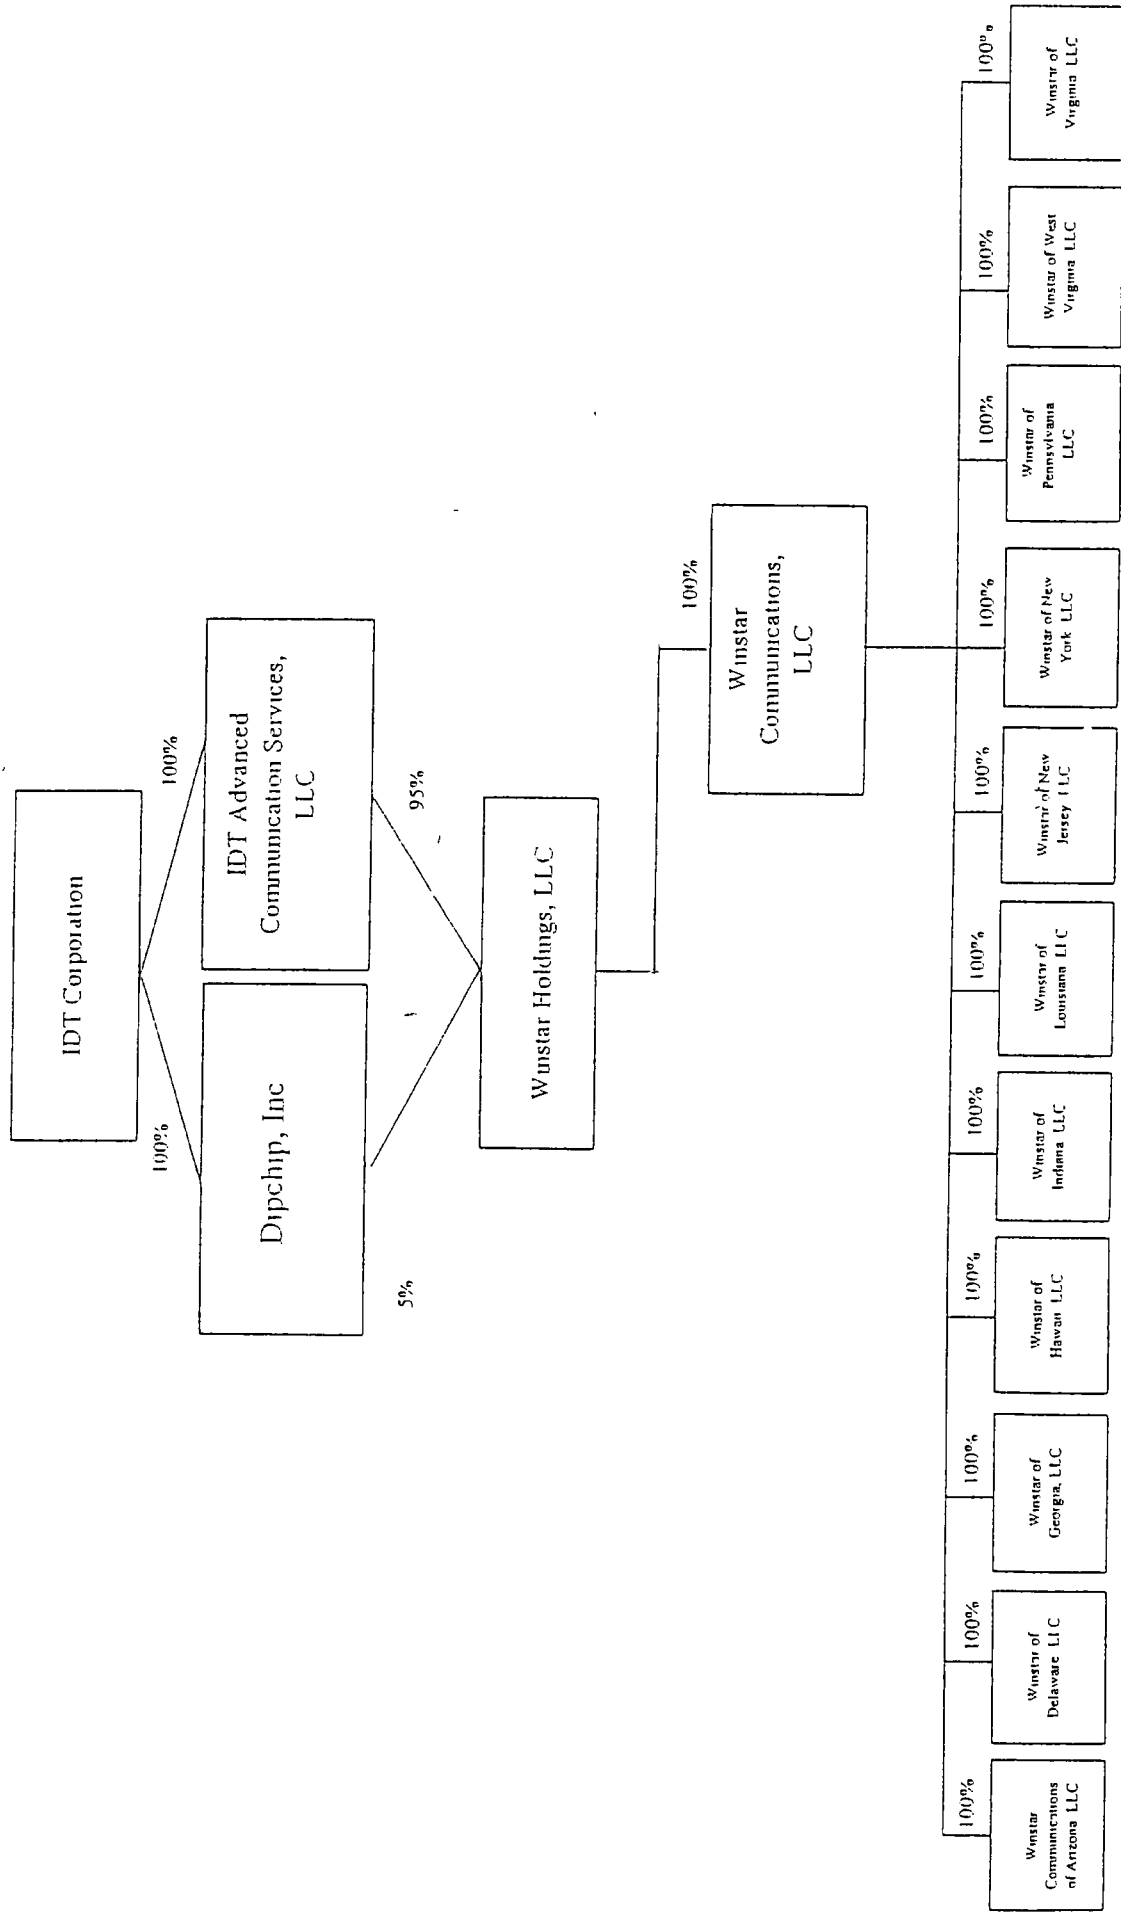 IDT Corporation
100%
100%
Dipchip, Inc
IDT Advanced
Communication Services,
LLC
5%
95%
Winstar Holdings, LLC
100%
Winstar
Communications,
LLC
100%
100%
100%
100%
100%
100%
100%
100%
100%
100%
100%
Winstar
Communications
of Arizona LLC
Winstar of
Delaware LLC
Winstar of
Georgia, LLC
Winstar of
Hawaii LLC
Winstar of
Indiana LLC
Winstar of
Louisiana LLC
Winstar of New
Jersey LLC
Winstar of New
York LLC
Winstar of
Pennsylvania
LLC
Winstar of West
Virginia LLC
Winstar of
Virginia LLC